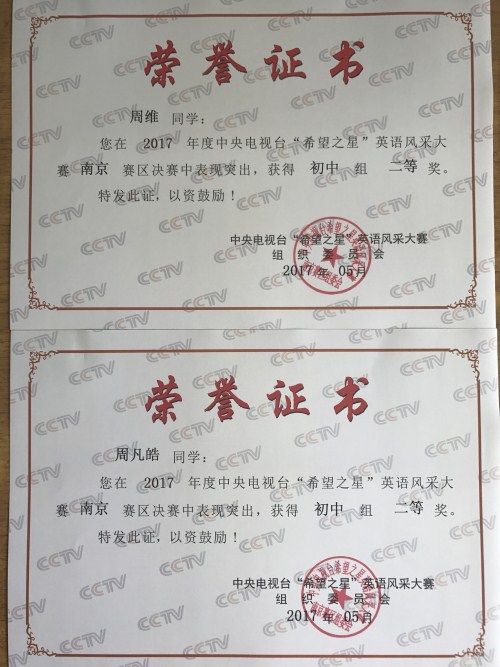 荣誉证书
周维 同学：
您在 2017 年度中央电视台“希望之星”英语风采大
赛 南京 赛区决赛中表现突出，获得 初中 组 二等 奖。
特发此证，以资鼓励！
中央电视台“希望之星”英语风采大赛
组织委员会
2017 年 05 月
荣誉证书
周凡皓 同学：
您在 2017 年度中央电视台“希望之星”英语风采大
赛 南京 赛区决赛中表现突出，获得 初中 组 二等 奖。
特发此证，以资鼓励！
中央电视台“希望之星”英语风采大赛
组织委员会
2017 年 05 月
CCTV